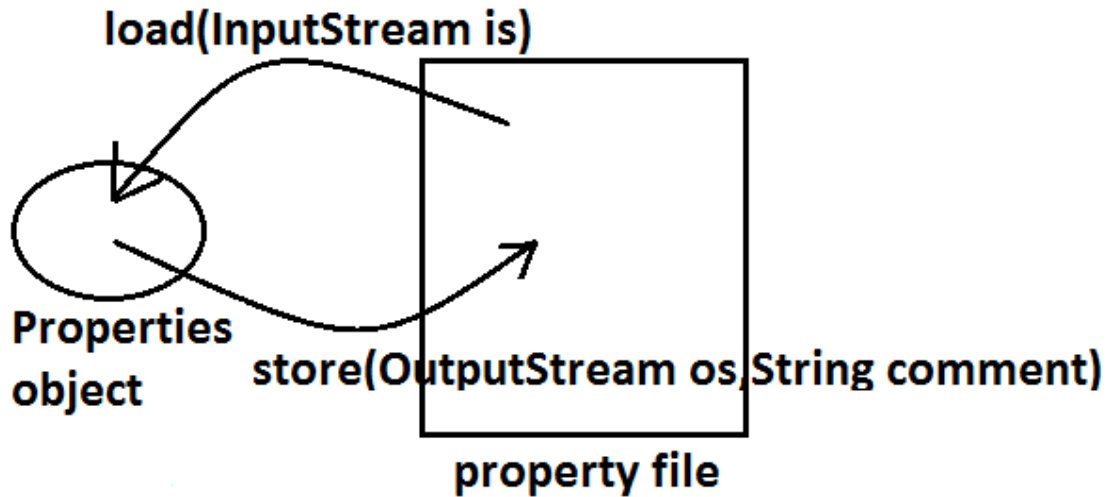 load(InputStream is)
Properties
object
store(OutputStream os,String comment)
property file